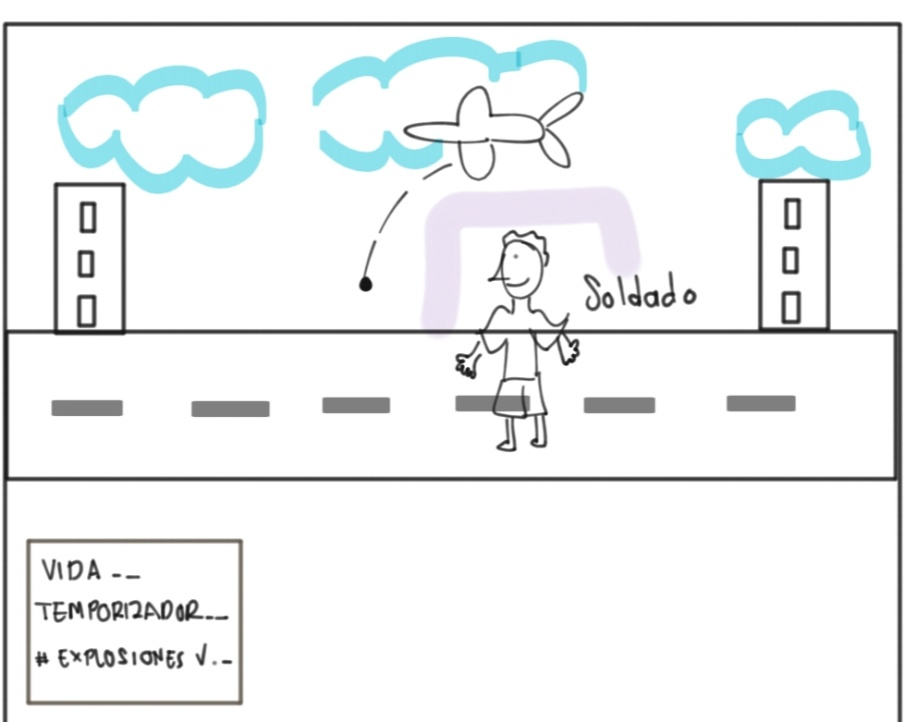 Soldado
VIDA --
TEMPORIZADOR--
# EXPLOSIONES √.-